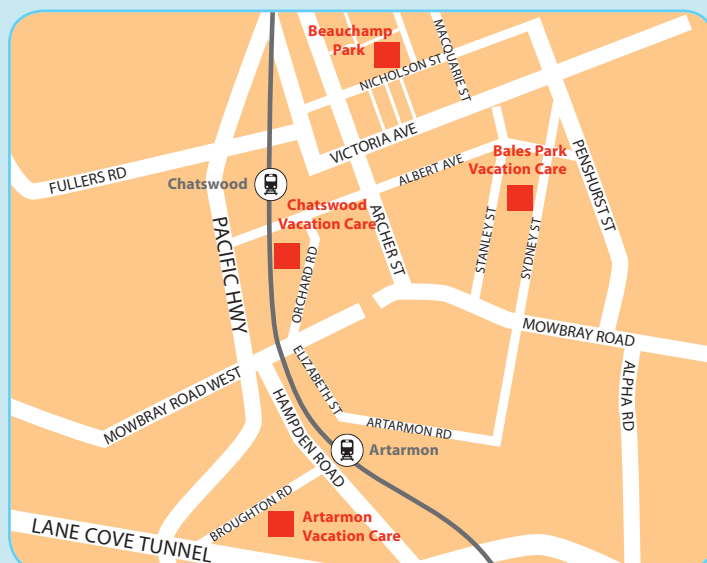 Beauchamp
Park
MACQUARIE ST
NICHOLSON ST
VICTORIA AVE
PENSHURST ST
FULLERS RD
Chatswood
ALBERT AVE
Bales Park
Vacation Care
Chatswood
Vacation Care
ARCHER ST
STANLEY ST
SYDNEY ST
PACIFIC HWY
ORCHARD RD
MOWBRAY ROAD
ELIZABETH ST
ALPHA RD
MOWBRAY ROAD WEST
HAMPDEN ROAD
ARTARMON RD
Artarmon
BROUGHTON RD
Artarmon
Vacation Care
LANE COVE TUNNEL